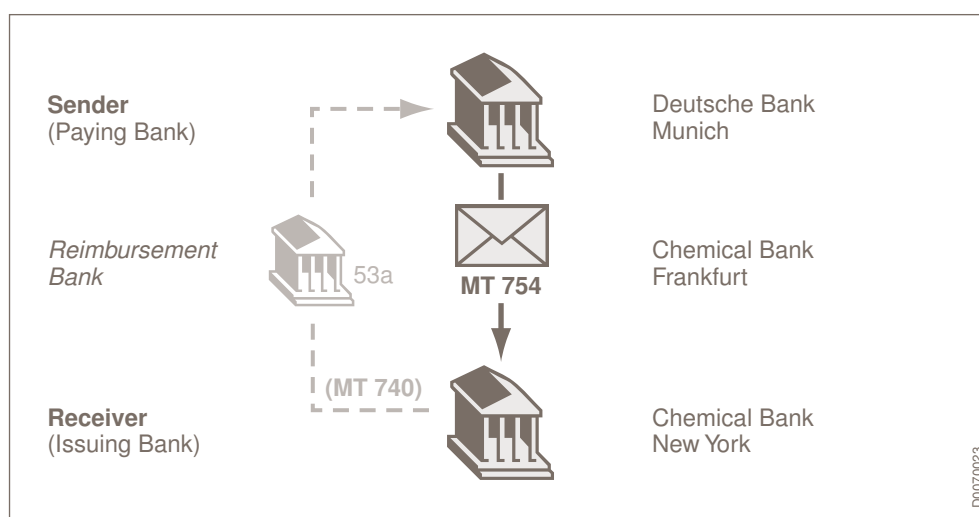 Sender
(Paying Bank)
Deutsche Bank
Munich
Reimbursement
Bank
53a
MT 754
Chemical Bank
Frankfurt
(MT 740)
Receiver
(Issuing Bank)
Chemical Bank
New York
D0070023